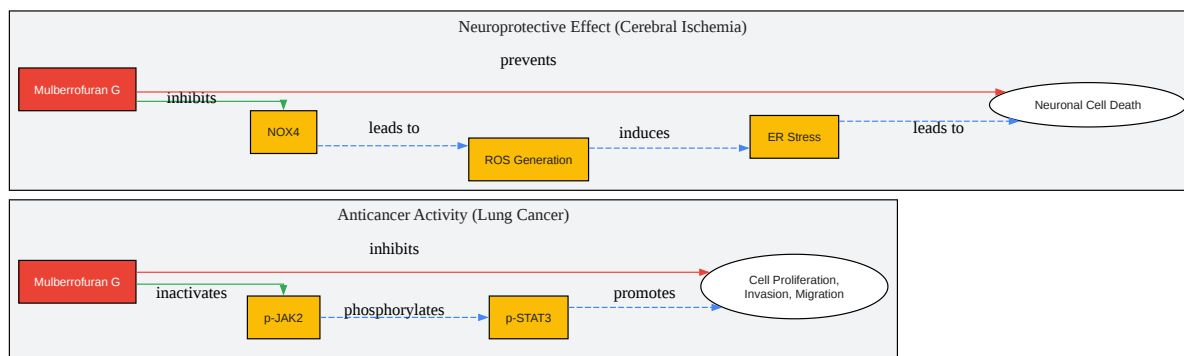 Neuroprotective Effect (Cerebral Ischemia)
prevents
Mulberrofuran G
inhibits
Neuronal Cell Death
NOX4
leads to
ROS Generation
induces
ER Stress
leads to
Anticancer Activity (Lung Cancer)
inhibits
Mulberrofuran G
inactivates
Cell Proliferation,
Invasion, Migration
p-JAK2
phosphorylates
p-STAT3
promotes